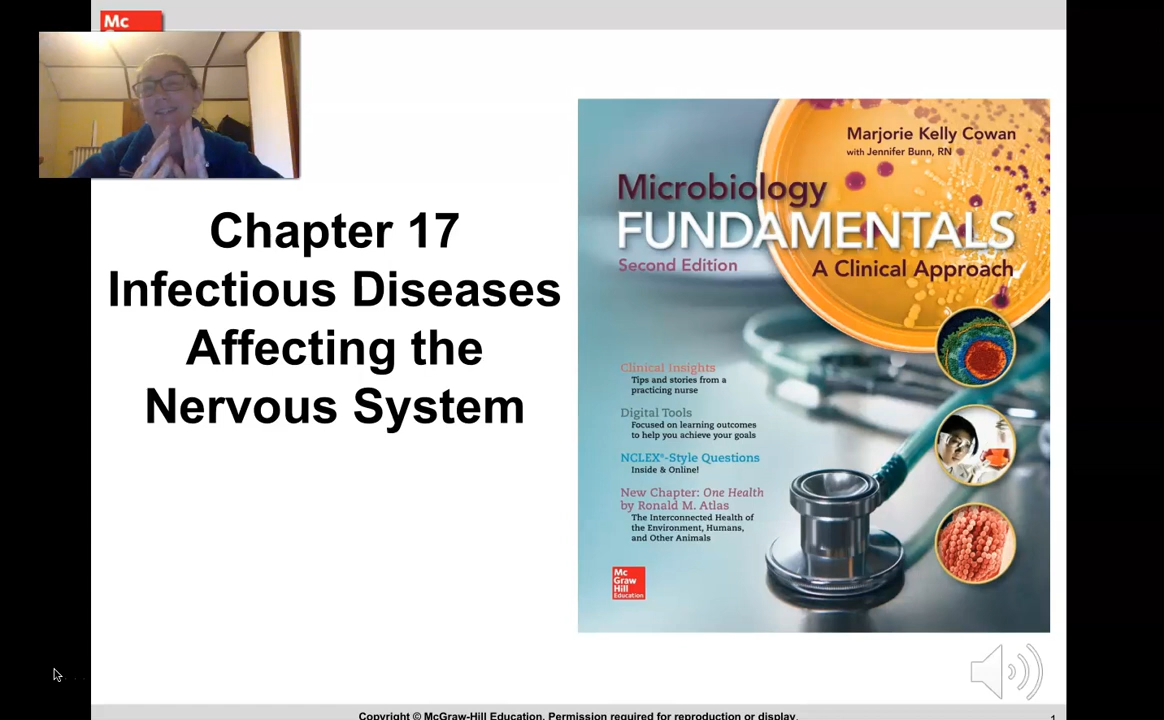 Mc
Chapter 17
Infectious Diseases
Affecting the
Nervous System
Marjorie Kelly Cowan
with Jennifer Bunn, RN
Microbiology
FUNDAMENTALS
Second Edition
A Clinical Approach
Clinical Insights
Tips and stories from a
practicing nurse
Digital Tools
Focused on learning outcomes
to help you achieve your goals
NCLEX®-Style Questions
Inside & Online!
New Chapter: One Health
by Ronald M. Atlas
The Interconnected Health of
the Environment, Humans,
and Other Animals
Mc
Graw
Hill
Education
Copyright © McGraw-Hill Education. Permission required for reproduction or display.
1